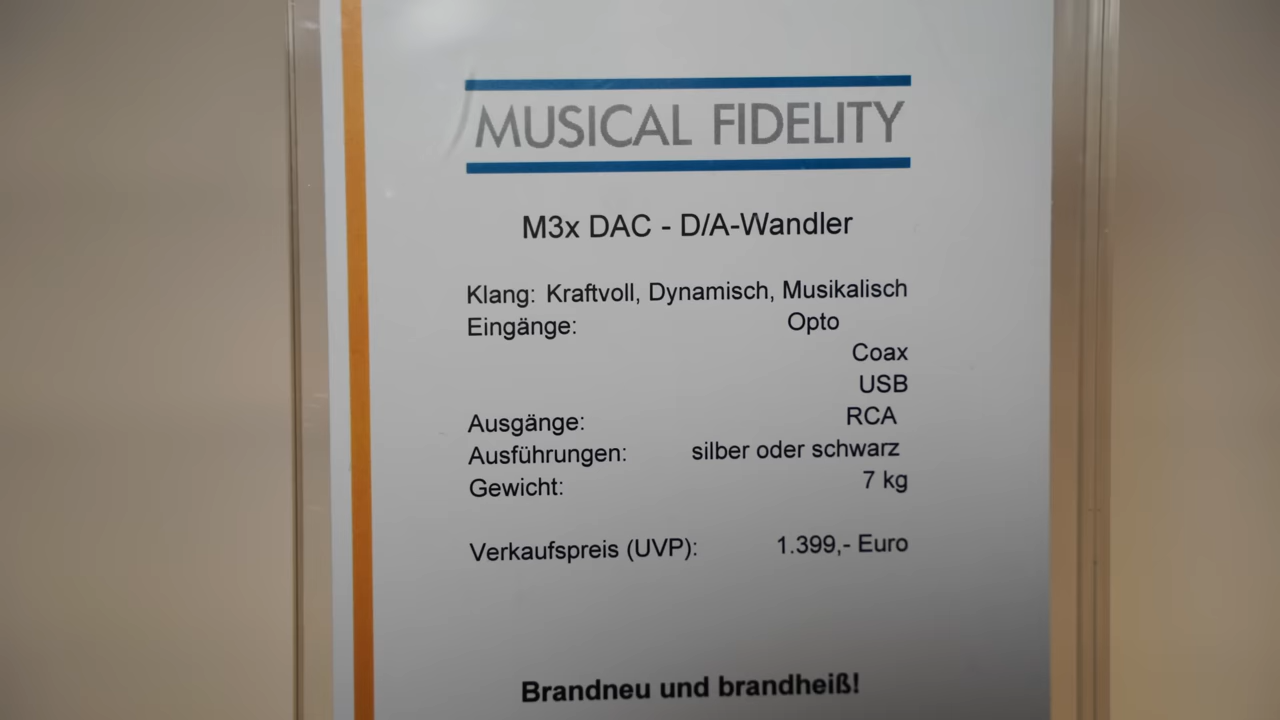 MUSICAL FIDELITY
M3x DAC - D/A-Wandler
Klang: Kraftvoll, Dynamisch, Musikalisch
Eingänge: Opto
Coax
USB
Ausgänge: RCA
Ausführungen: silber oder schwarz
Gewicht: 7 kg
Verkaufspreis (UVP): 1.399,- Euro
Brandneu und brandheiß!